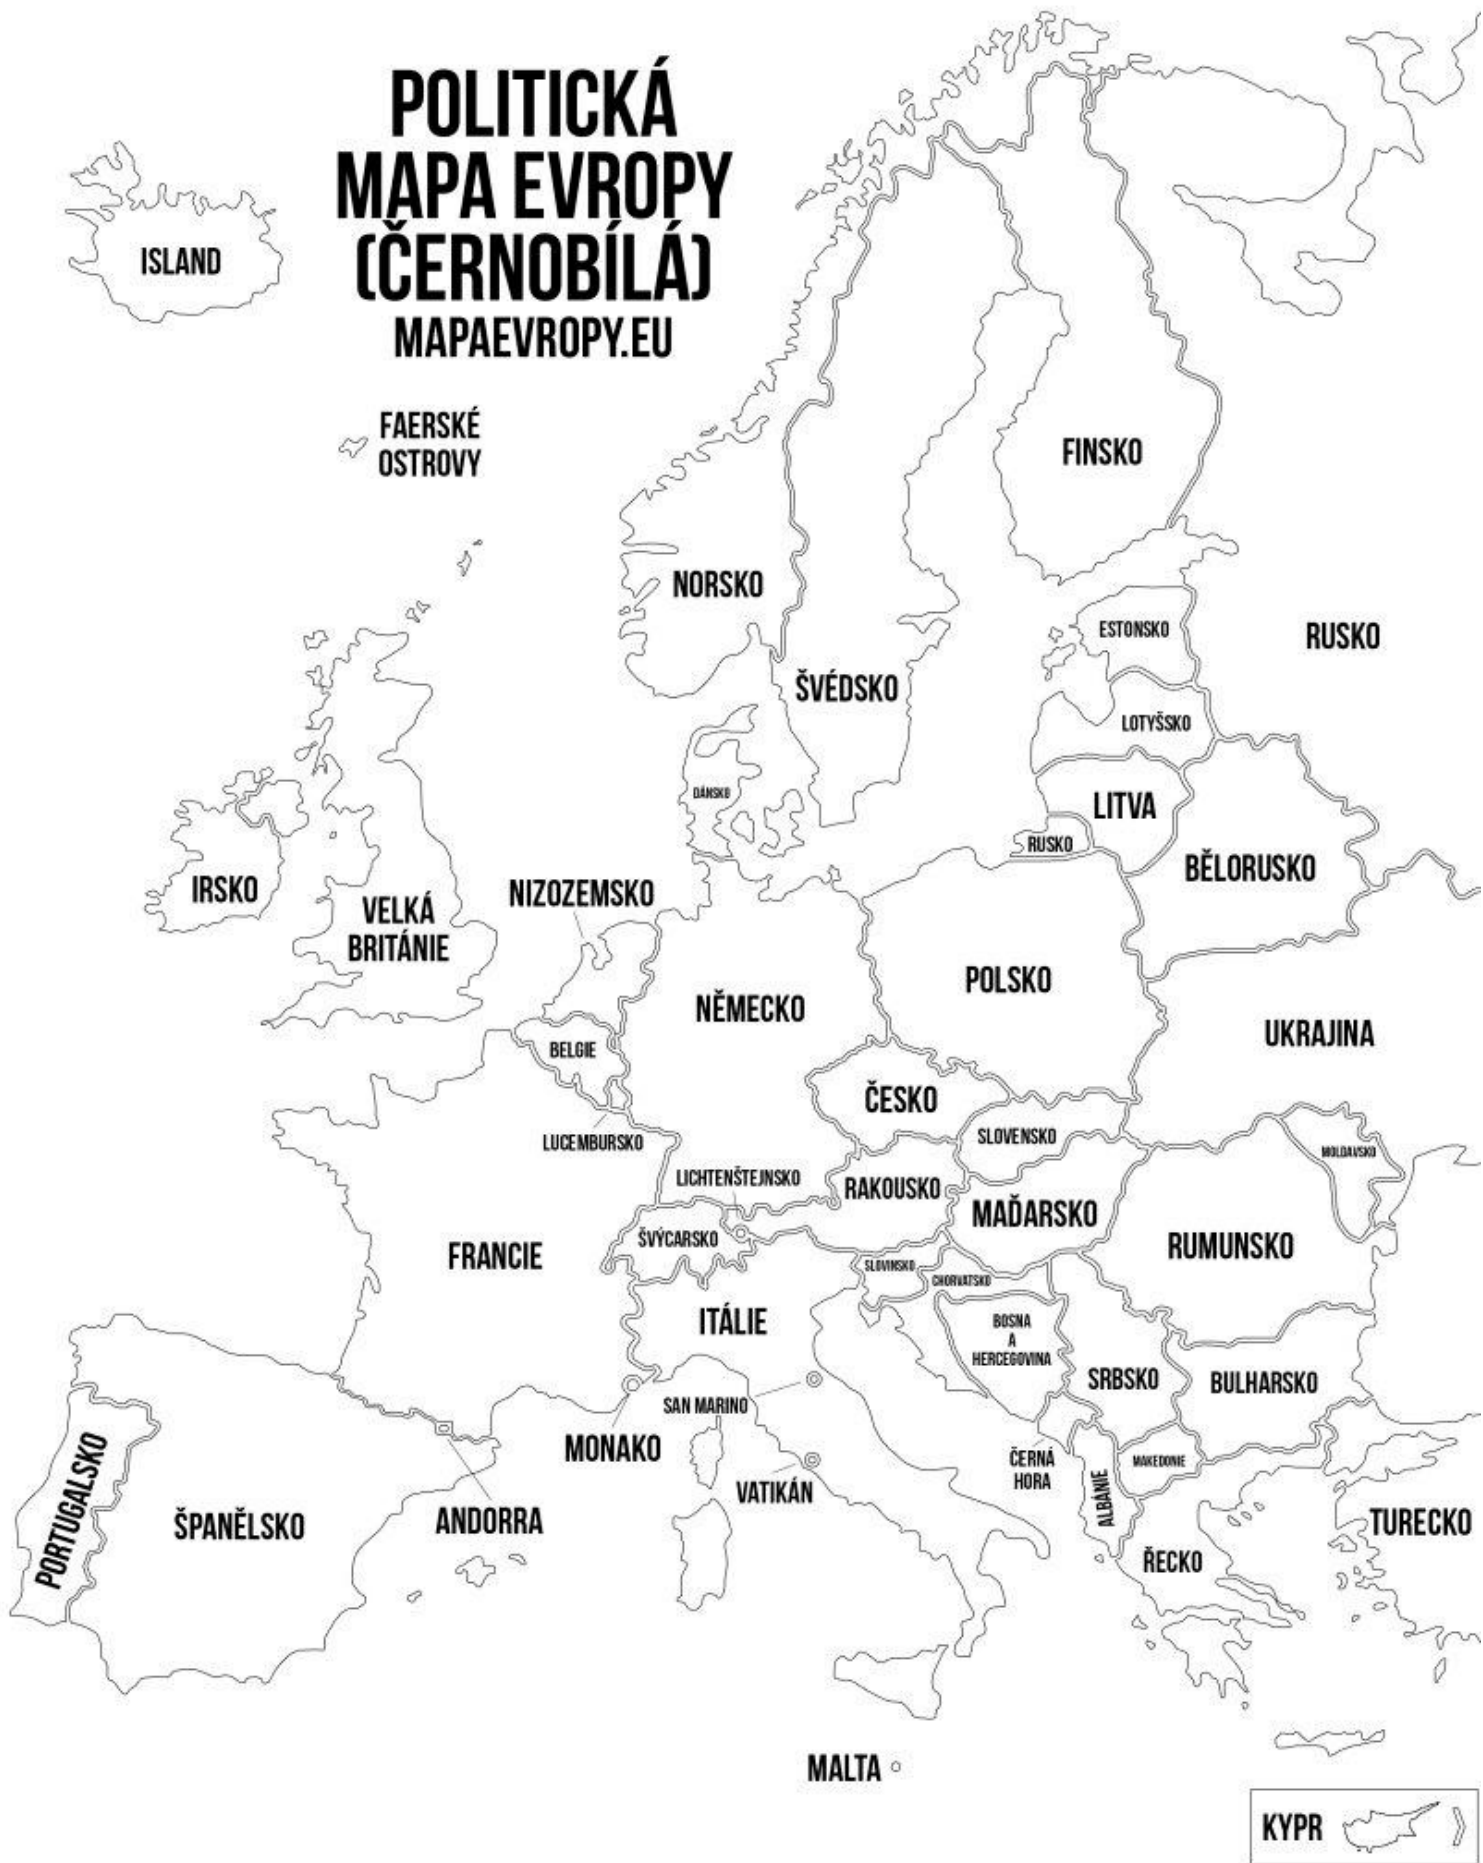 POLITICKÁ
MAPA EVROPY
(ČERNOBÍLÁ)
MAPAEVROPY.EU
ISLAND
FAERSKÉ
OSTROVY
FINSKO
NORSKO
ESTONSKO
RUSKO
ŠVÉDSKO
LOTYŠSKO
DÁNSKO
LITVA
RUSKO
BĚLORUSKO
IRSKO
NIZOZEMSKO
VELKÁ
BRITÁNIE
POLSKO
NĚMECKO
UKRAJINA
BELGIE
ČESKO
LUCEMBURSKO
SLOVENSKO
MOLDAVSKO
LICHTENŠTEJNSKO
RAKOUSKO
MAĎARSKO
ŠVÝCARSKO
RUMUNSKO
FRANCIE
SLOVINSKO
CHORVATSKO
ITÁLIE
BOSNA
A
HERCEGOVINA
SRBSKO
BULHARSKO
SAN MARINO
MONAKO
ČERNÁ
HORA
MAKEDONIE
VATIKÁN
ALBÁNIE
PORTUGALSKO
ŠPANĚLSKO
ANDORRA
TURECKO
ŘECKO
MALTA
KYPR